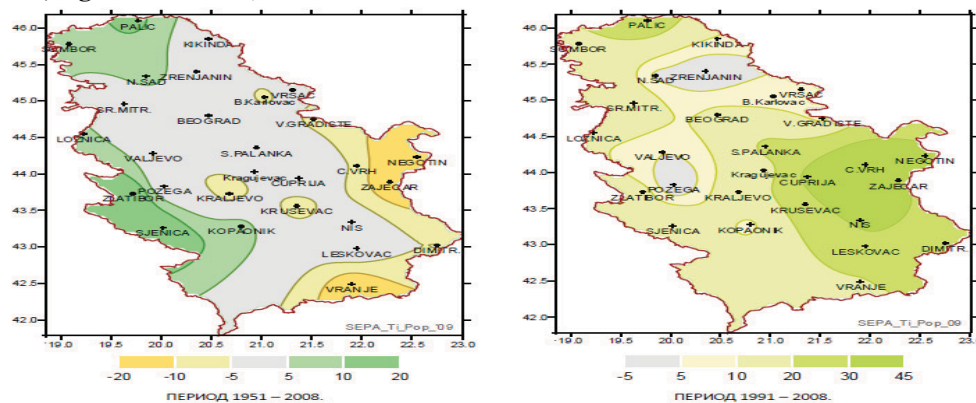 46.0
45.5
45.0
44.5
44.0
43.5
43.0
42.5
42.0
PALIC
SOMBOR
KIKINDA
N.SAD
ZRENJANIN
SR.MITR.
VRSAC
B.Karlovac
BEOGRAD
V.GRADISTE
LOZNICA
VALJEVO
S.PALANKA
NEGOTIN
C.VRH
Kragujevac
CUPRIJA
ZAJECAR
POZEGA
ZLATIBOR
KRALJEVO
KRUSEVAC
SJENICA
KOPAONIK
NIS
DIMITR.
LESKOVAC
VRANJE
SEPA_Ti_Pop_'09
19.0 19.5 20.0 20.5 21.0 21.5 22.0 22.5 23.0
-20 -10 -5 5 10 20
ПЕРИОД 1951 – 2008.
46.0
45.5
45.0
44.5
44.0
43.5
43.0
42.5
42.0
PALIC
SOMBOR
KIKINDA
N.SAD
ZRENJANIN
SR.MITR.
VRSAC
B.Karlovac
BEOGRAD
V.GRADISTE
LOZNICA
VALJEVO
S.PALANKA
NEGOTIN
C.VRH
Kragujevac
CUPRIJA
ZAJECAR
POZEGA
ZLATIBOR
KRALJEVO
KRUSEVAC
SJENICA
KOPAONIK
NIS
DIMITR.
LESKOVAC
VRANJE
SEPA_Ti_Pop_09
19.0 19.5 20.0 20.5 21.0 21.5 22.0 22.5 23.0
-5 5 10 20 30 45
ПЕРИОД 1991 – 2008.